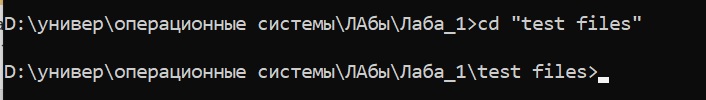 D:\универ\операционные системы\ЛАбы\Лаба_1>cd "test files"
D:\универ\операционные системы\ЛАбы\Лаба_1\test files>